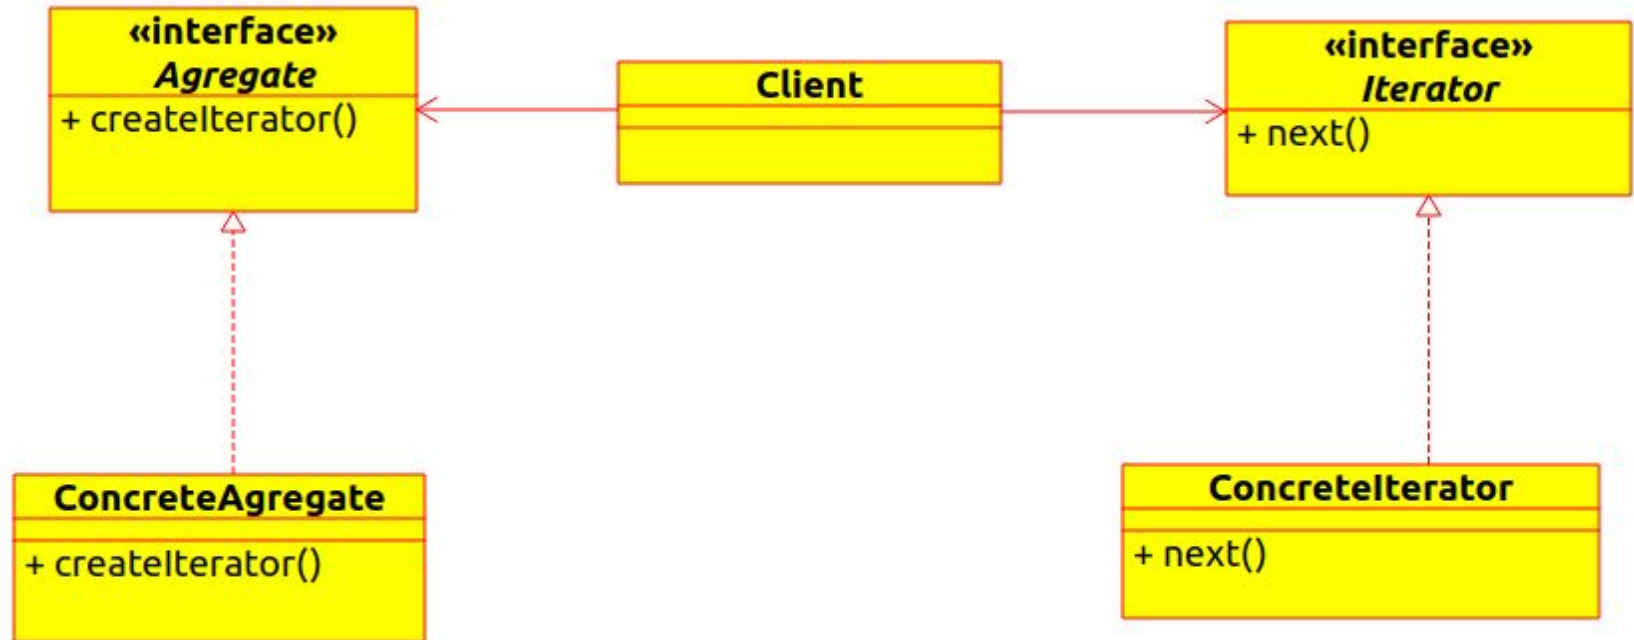 «interface»
Agregate
+ createIterator()
Client
«interface»
Iterator
+ next()
ConcreteAgregate
+ createIterator()
ConcreteIterator
+ next()